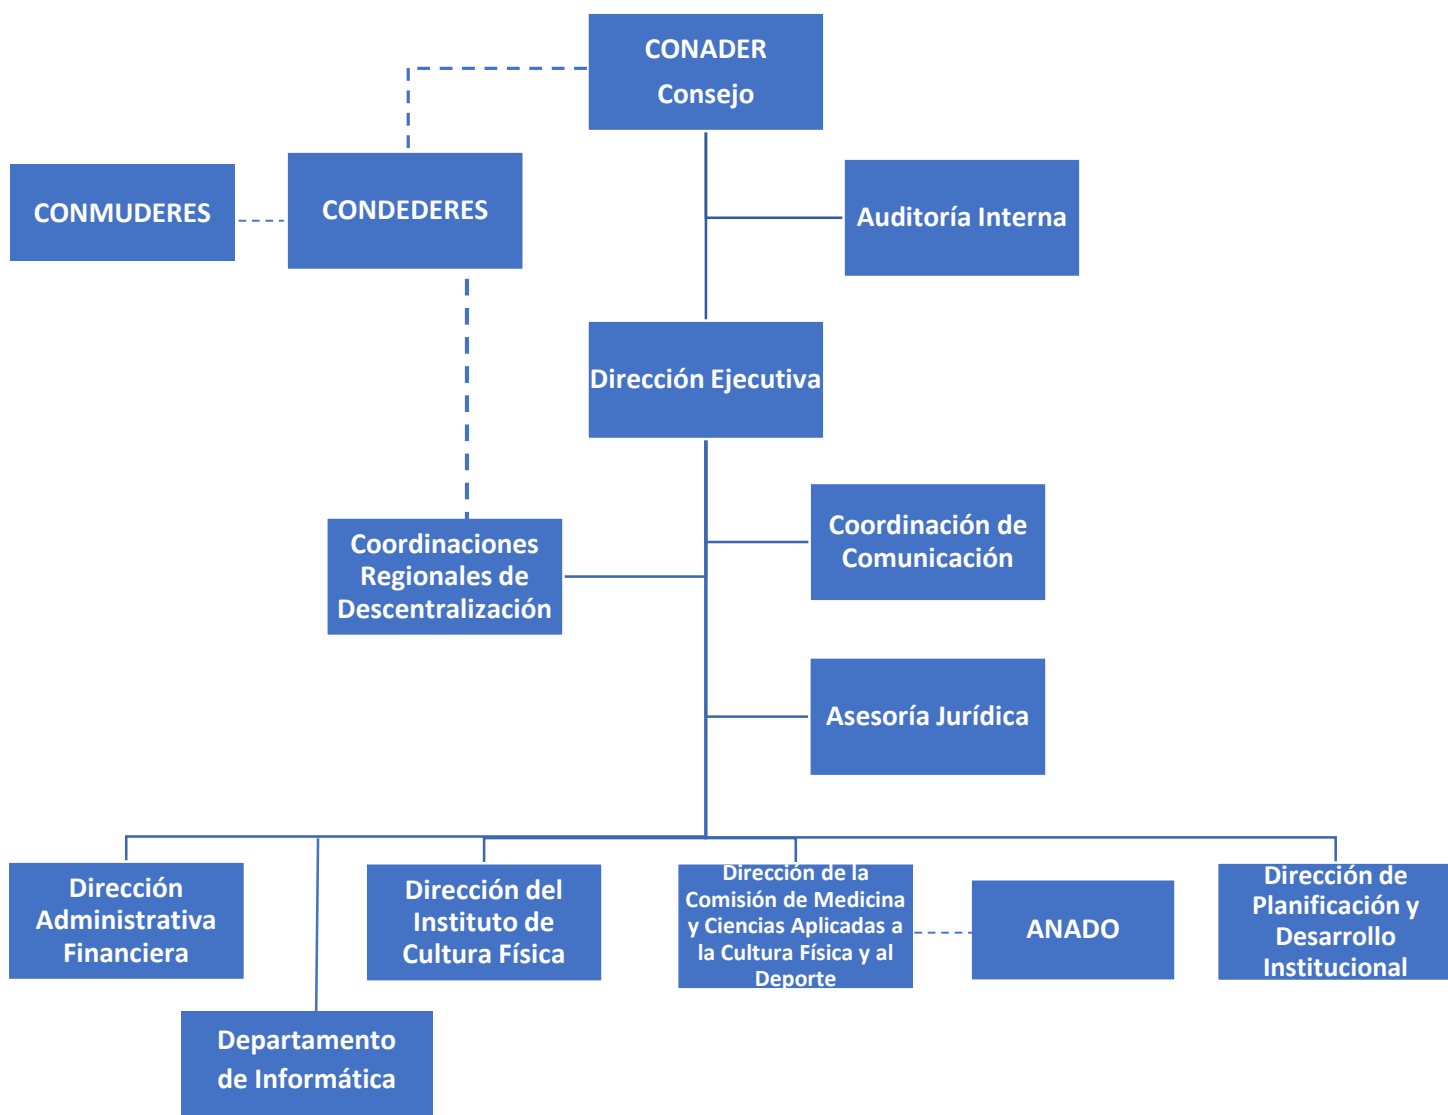 CONADER
Consejo
CONMUDERES
CONDEDERES
Auditoría Interna
Dirección Ejecutiva
Coordinación de
Comunicación
Coordinaciones
Regionales de
Descentralización
Asesoría Jurídica
Dirección
Administrativa
Financiera
Dirección del
Instituto de
Cultura Física
Dirección de la
Comisión de Medicina
y Ciencias Aplicadas a
la Cultura Física y al
Deporte
ANADO
Dirección de
Planificación y
Desarrollo
Institucional
Departamento
de Informática